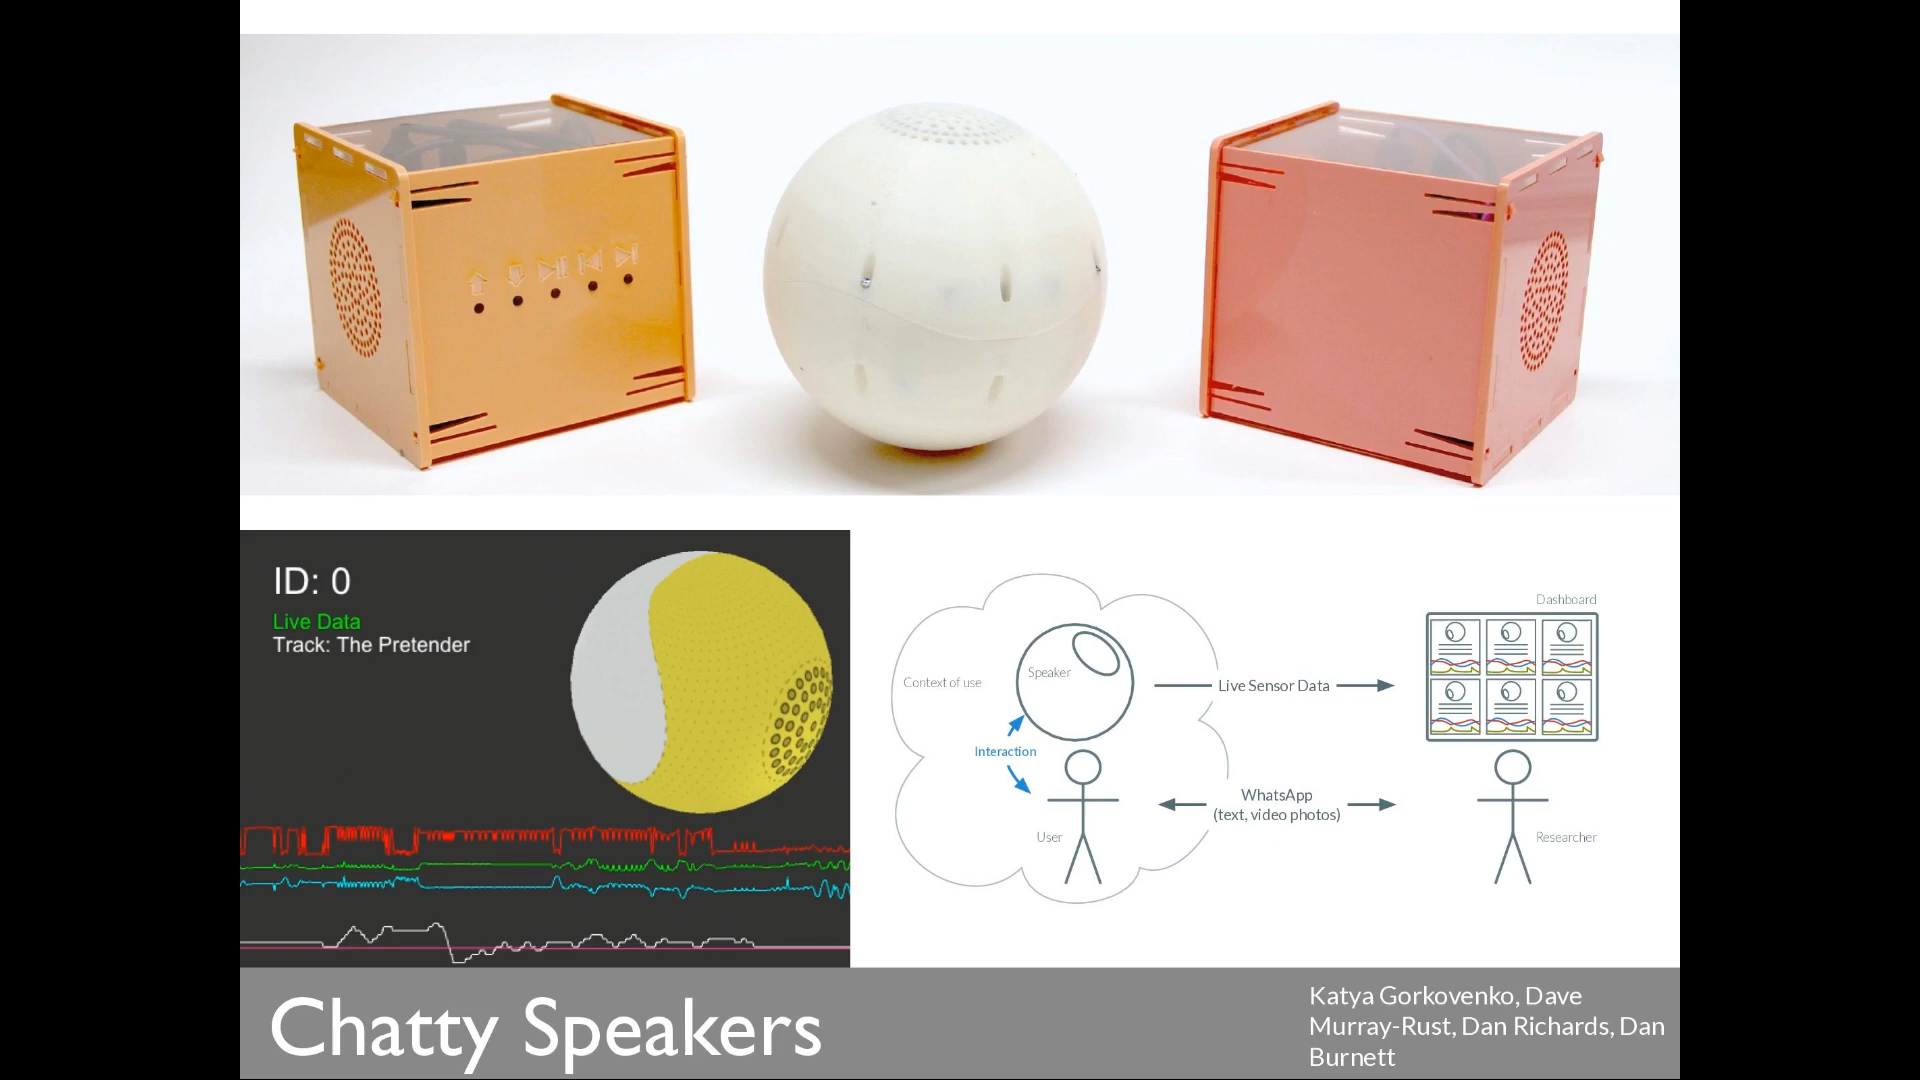 ID: 0
Live Data
Track: The Pretender
Dashboard
Speaker
Context of use
Live Sensor Data
Interaction
WhatsApp
(text, video photos)
User
Researcher
Chatty Speakers
Katya Gorkovenko, Dave
Murray-Rust, Dan Richards, Dan
Burnett